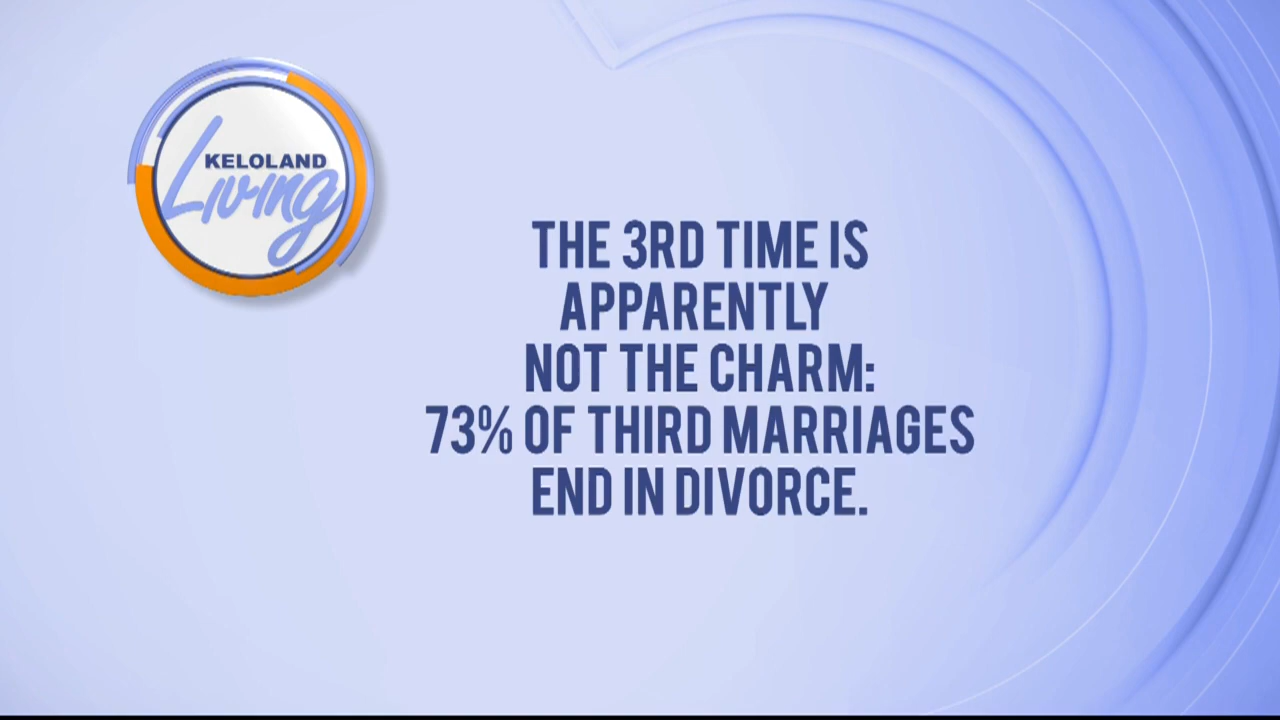 KELOLAND
Living
THE 3RD TIME IS
APPARENTLY
NOT THE CHARM:
73% OF THIRD MARRIAGES
END IN DIVORCE.